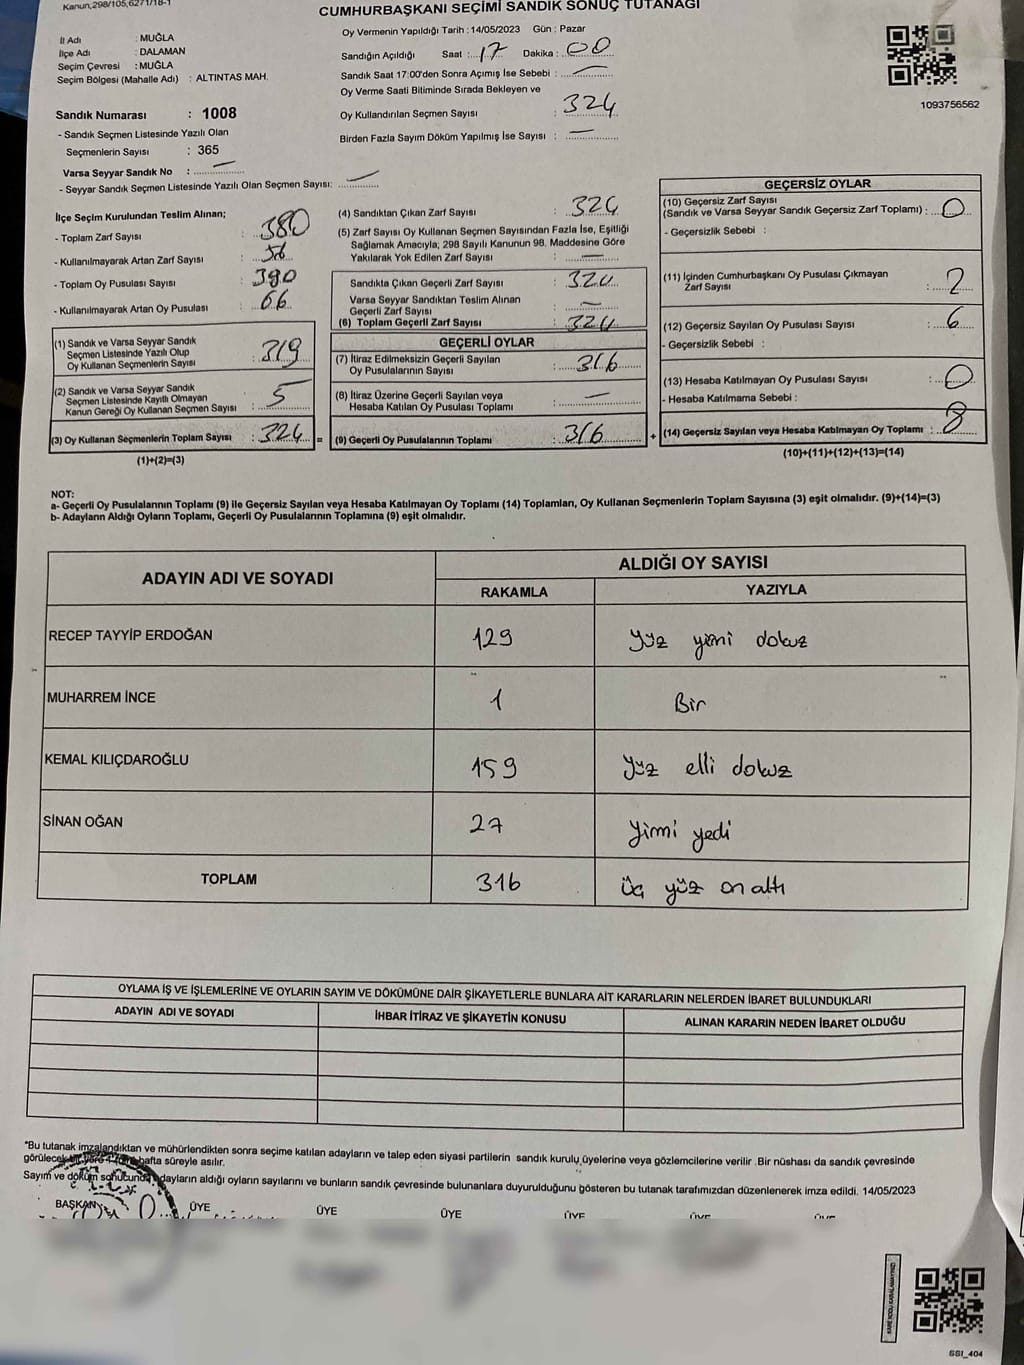 Kanun,298/105,6271/18-1
CUMHURBAŞKANI SEÇİMİ SANDIK SONUÇ TUTANAĞI
İl Adı : MUĞLA
İlçe Adı : DALAMAN
Seçim Çevresi : MUĞLA
Seçim Bölgesi (Mahalle Adı) : ALTINTAS MAH.
Oy Vermenin Yapıldığı Tarih : 14/05/2023 Gün : Pazar
Sandığın Açıldığı Saat : 17 Dakika : 00
Sandık Saat 17:00'den Sonra Açımış İse Sebebi : —
Oy Verme Saati Bitiminde Sırada Bekleyen ve
Oy Kullandırılan Seçmen Sayısı : 324
Birden Fazla Sayım Döküm Yapılmış İse Sayısı : —
1093756562
Sandık Numarası : 1008
- Sandık Seçmen Listesinde Yazılı Olan
Seçmenlerin Sayısı : 365
Varsa Seyyar Sandık No : —
- Seyyar Sandık Seçmen Listesinde Yazılı Olan Seçmen Sayısı: —
İlçe Seçim Kurulundan Teslim Alınan;
- Toplam Zarf Sayısı : 380
- Kullanılmayarak Artan Zarf Sayısı : 56
- Toplam Oy Pusulası Sayısı : 390
- Kullanılmayarak Artan Oy Pusulası : 66
(1) Sandık ve Varsa Seyyar Sandık
Seçmen Listesinde Yazılı Olup
Oy Kullanan Seçmenlerin Sayısı : 319
(2) Sandık ve Varsa Seyyar Sandık
Seçmen Listesinde Kayıtlı Olmayan
Kanun Gereği Oy Kullanan Seçmen Sayısı : 5
(3) Oy Kullanan Seçmenlerin Toplam Sayısı : 324 =
(1)+(2)=(3)
(4) Sandıktan Çıkan Zarf Sayısı : 324
(5) Zarf Sayısı Oy Kullanan Seçmen Sayısından Fazla İse, Eşitliği
Sağlamak Amacıyla; 298 Sayılı Kanunun 98. Maddesine Göre
Yakılarak Yok Edilen Zarf Sayısı : —
Sandıkta Çıkan Geçerli Zarf Sayısı : 324
Varsa Seyyar Sandıktan Teslim Alınan
Geçerli Zarf Sayısı : —
(6) Toplam Geçerli Zarf Sayısı : 324
GEÇERLİ OYLAR
(7) İtiraz Edilmeksizin Geçerli Sayılan
Oy Pusulalarının Sayısı : 316
(8) İtiraz Üzerine Geçerli Sayılan veya
Hesaba Katılan Oy Pusulası Toplamı : —
(9) Geçerli Oy Pusulalarının Toplamı : 316 +
GEÇERSİZ OYLAR
(10) Geçersiz Zarf Sayısı
(Sandık ve Varsa Seyyar Sandık Geçersiz Zarf Toplamı) : 0
- Geçersizlik Sebebi :
(11) İçinden Cumhurbaşkanı Oy Pusulası Çıkmayan
Zarf Sayısı : 2
(12) Geçersiz Sayılan Oy Pusulası Sayısı : 6
- Geçersizlik Sebebi :
(13) Hesaba Katılmayan Oy Pusulası Sayısı : 0
- Hesaba Katılmama Sebebi :
(14) Geçersiz Sayılan veya Hesaba Katılmayan Oy Toplamı : 8
(10)+(11)+(12)+(13)=(14)
NOT:
a- Geçerli Oy Pusulalarının Toplamı (9) ile Geçersiz Sayılan veya Hesaba Katılmayan Oy Toplamı (14) Toplamları, Oy Kullanan Seçmenlerin Toplam Sayısına (3) eşit olmalıdır. (9)+(14)=(3)
b- Adayların Aldığı Oyların Toplamı, Geçerli Oy Pusulalarının Toplamına (9) eşit olmalıdır.
ADAYIN ADI VE SOYADI
ALDIĞI OY SAYISI
RAKAMLA YAZIYLA
RECEP TAYYİP ERDOĞAN 129 Yüz yirmi dokuz
MUHARREM İNCE 1 Bir
KEMAL KILIÇDAROĞLU 159 Yüz elli dokuz
SİNAN OĞAN 27 Yirmi yedi
TOPLAM 316 üç yüz on altı
OYLAMA İŞ VE İŞLEMLERİNE VE OYLARIN SAYIM VE DÖKÜMÜNE DAİR ŞİKAYETLERLE BUNLARA AİT KARARLARIN NELERDEN İBARET BULUNDUKLARI
ADAYIN ADI VE SOYADI İHBAR İTİRAZ VE ŞİKAYETİN KONUSU ALINAN KARARIN NEDEN İBARET OLDUĞU
*Bu tutanak imzalandıktan ve mühürlendikten sonra seçime katılan adayların ve talep eden siyasi partilerin sandık kurulu üyelerine veya gözlemcilerine verilir .Bir nüshası da sandık çevresinde
görülecek bir yere 1 hafta süreyle asılır.
Sayım ve döküm sonucunda adayların aldığı oyların sayılarını ve bunların sandık çevresinde bulunanlara duyurulduğunu gösteren bu tutanak tarafımızdan düzenlenerek imza edildi. 14/05/2023
BAŞKAN ÜYE ÜYE ÜYE ÜYE ÜYE ÜYE
KARE KODU KARALAMAYINIZ!
SSI_404